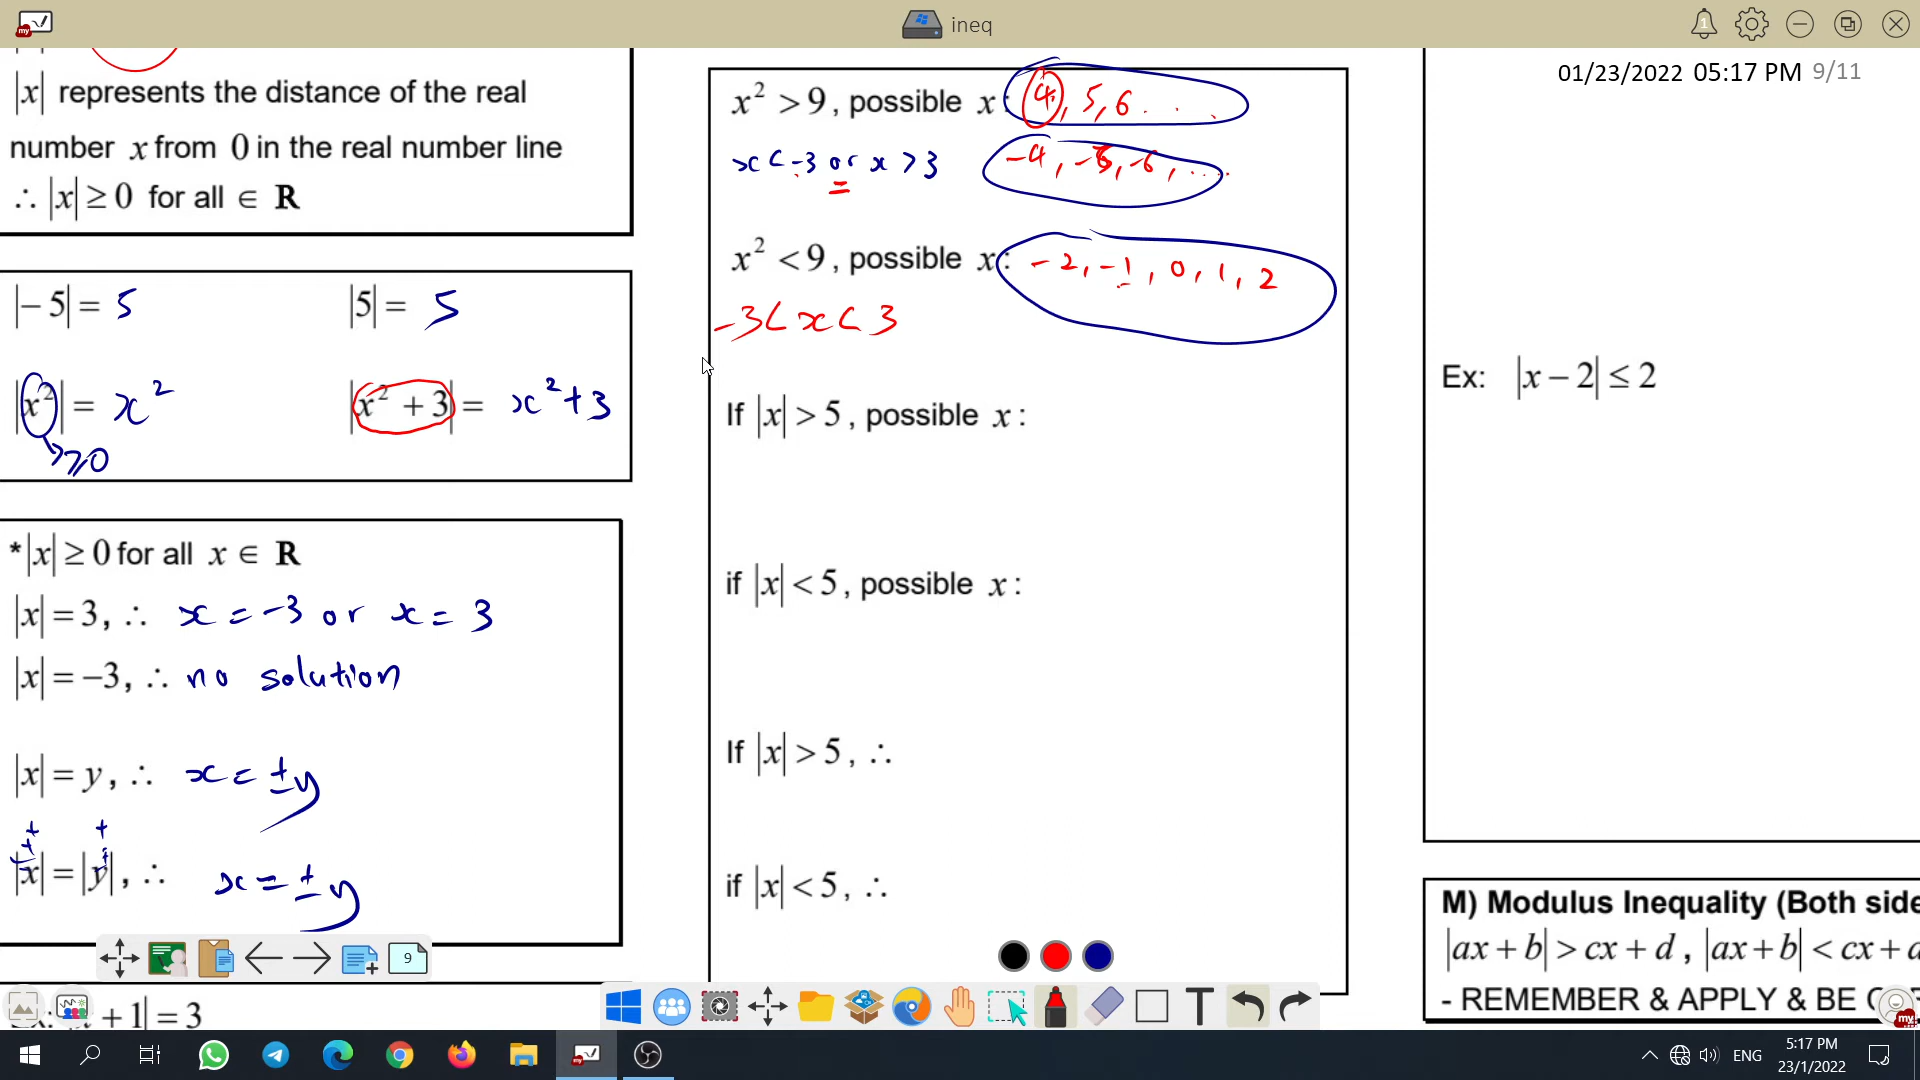 ineq
01/23/2022 05:17 PM 9/11
|x| represents the distance of the real
number x from 0 in the real number line
∴ |x| ≥ 0 for all ∈ R
|−5| = 5
|5| = 5
|x²| = x²
≥0
|x² + 3| = x²+3
*|x| ≥ 0 for all x ∈ R
|x| = 3, ∴ x = -3 or x = 3
|x| = −3, ∴ no solution
|x| = y, ∴ x = ±y
+ +
|x| = |y|, ∴ x = ±y
+ 1| = 3
x² > 9, possible x: 4, 5, 6 ...
x < -3 or x > 3
-4, -5, -6, ...
x² < 9, possible x: -2, -1, 0, 1, 2
-3 < x < 3
If |x| > 5, possible x:
if |x| < 5, possible x:
If |x| > 5, ∴
if |x| < 5, ∴
Ex: |x − 2| ≤ 2
M) Modulus Inequality (Both side
|ax + b| > cx + d, |ax + b| < cx +
- REMEMBER & APPLY & BE
9
T
ENG
5:17 PM
23/1/2022